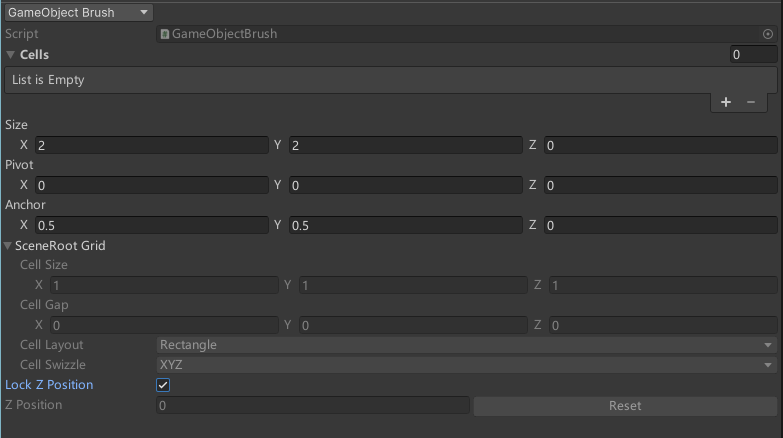 GameObject Brush
Script # GameObjectBrush
Cells 0
List is Empty
+ −
Size
X 2 Y 2 Z 0
Pivot
X 0 Y 0 Z 0
Anchor
X 0.5 Y 0.5 Z 0
SceneRoot Grid
Cell Size
X 1 Y 1 Z 1
Cell Gap
X 0 Y 0 Z 0
Cell Layout Rectangle
Cell Swizzle XYZ
Lock Z Position
Z Position 0 Reset